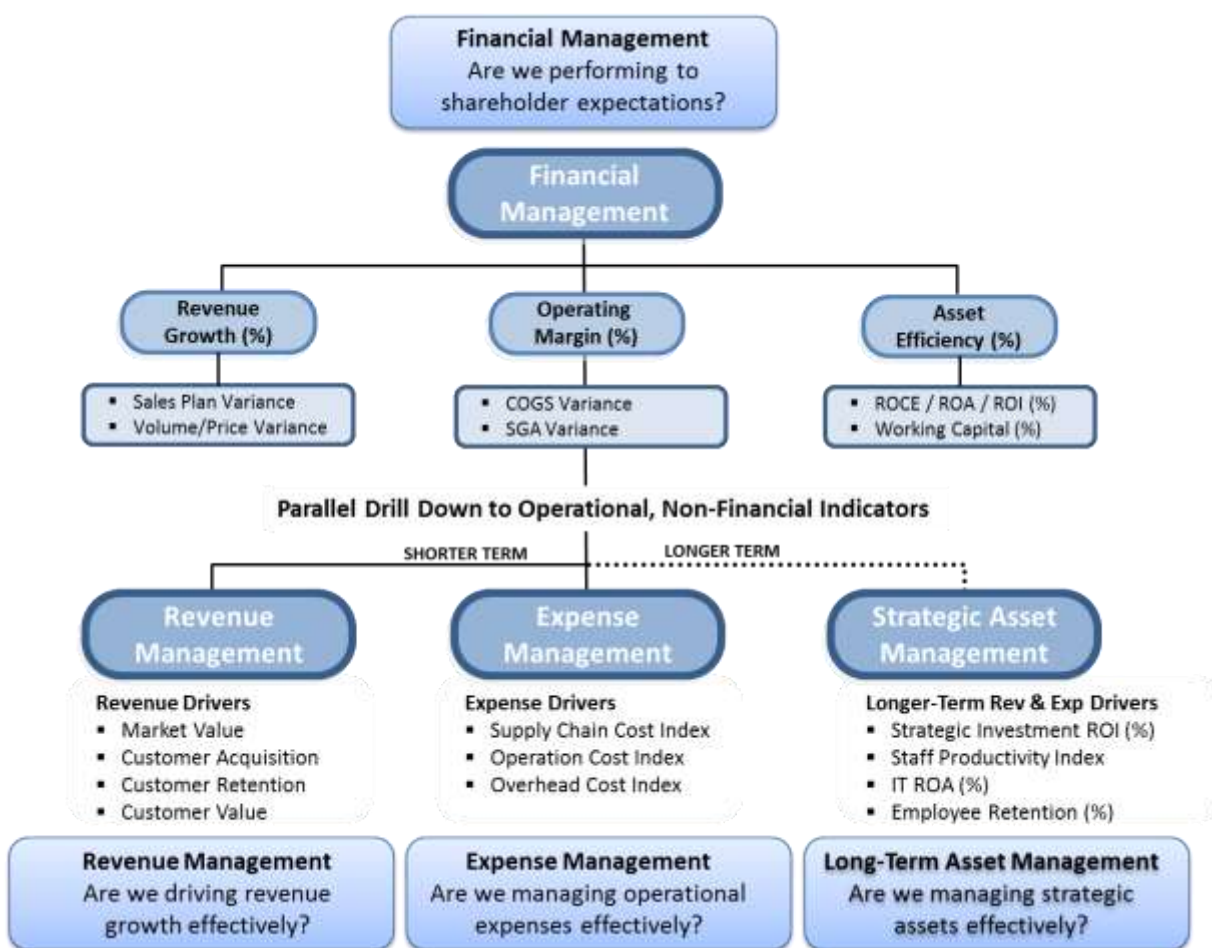 Financial Management
Are we performing to
shareholder expectations?
Financial
Management
Revenue
Growth (%)
Operating
Margin (%)
Asset
Efficiency (%)
▪ Sales Plan Variance
▪ Volume/Price Variance
▪ COGS Variance
▪ SGA Variance
▪ ROCE / ROA / ROI (%)
▪ Working Capital (%)
Parallel Drill Down to Operational, Non-Financial Indicators
SHORTER TERM
LONGER TERM
Revenue
Management
Expense
Management
Strategic Asset
Management
Revenue Drivers
▪ Market Value
▪ Customer Acquisition
▪ Customer Retention
▪ Customer Value
Expense Drivers
▪ Supply Chain Cost Index
▪ Operation Cost Index
▪ Overhead Cost Index
Longer-Term Rev & Exp Drivers
▪ Strategic Investment ROI (%)
▪ Staff Productivity Index
▪ IT ROA (%)
▪ Employee Retention (%)
Revenue Management
Are we driving revenue
growth effectively?
Expense Management
Are we managing operational
expenses effectively?
Long-Term Asset Management
Are we managing strategic
assets effectively?